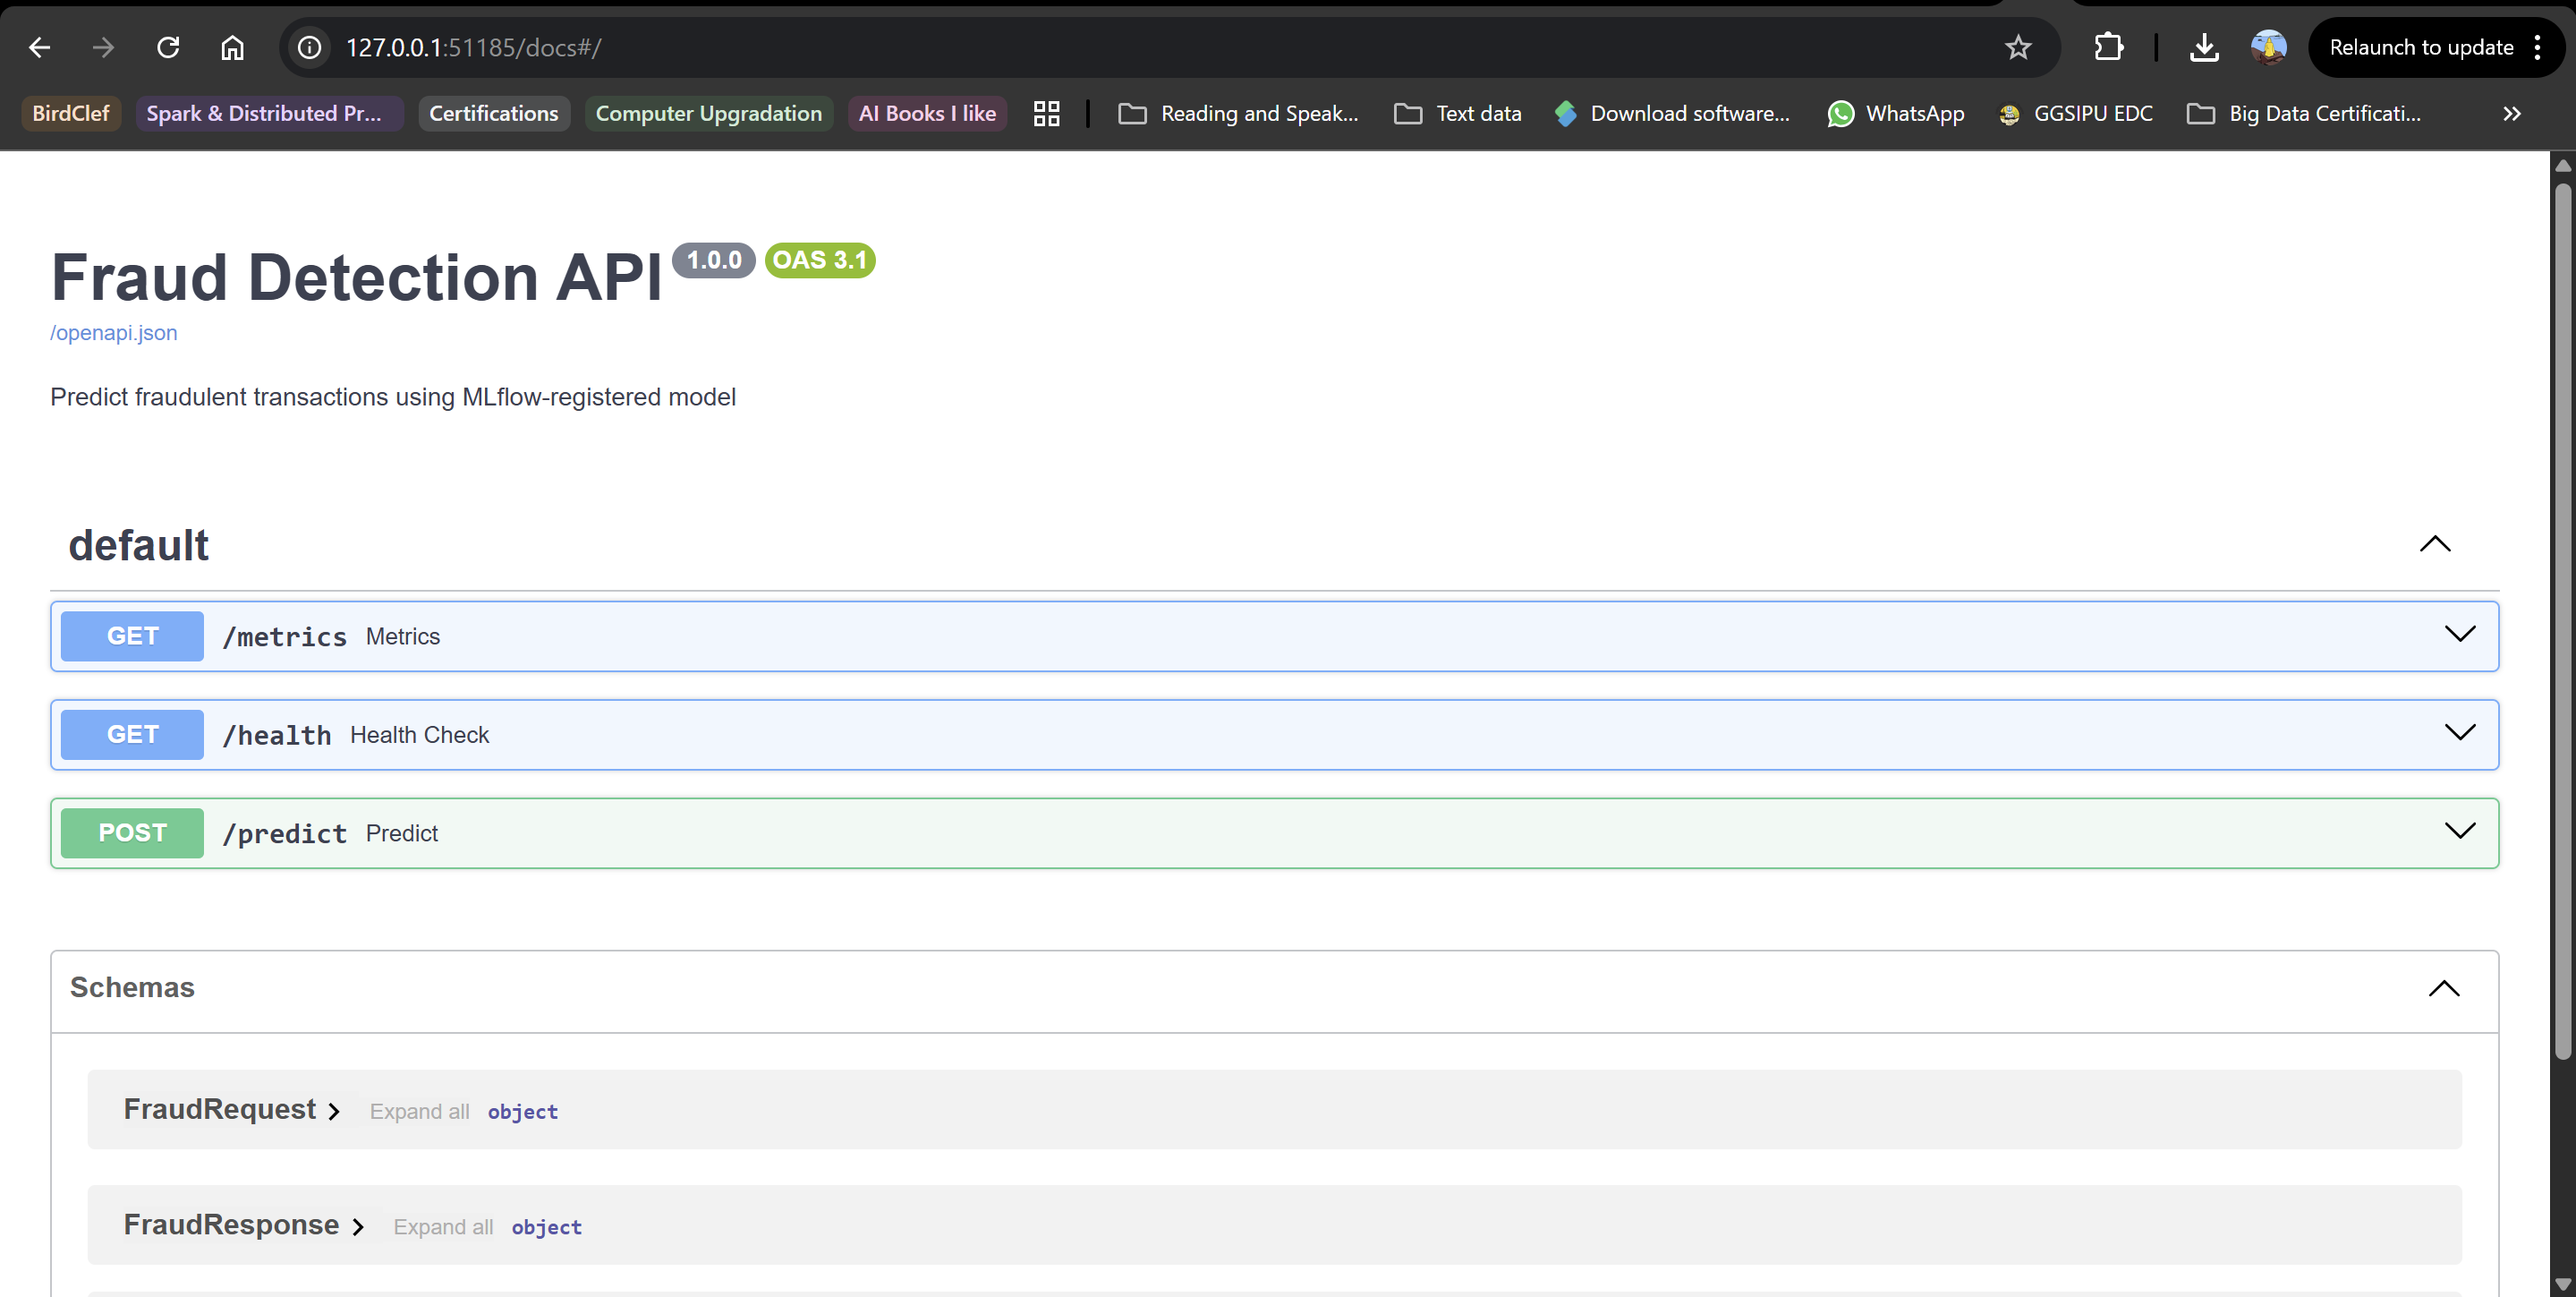 127.0.0.1:51185/docs#/
Relaunch to update
BirdClef
Spark & Distributed Pr...
Certifications
Computer Upgradation
AI Books I like
Reading and Speak...
Text data
Download software...
WhatsApp
GGSIPU EDC
Big Data Certificati...
Fraud Detection API 1.0.0 OAS 3.1
/openapi.json
Predict fraudulent transactions using MLflow-registered model
default
GET /metrics Metrics
GET /health Health Check
POST /predict Predict
Schemas
FraudRequest Expand all object
FraudResponse Expand all object